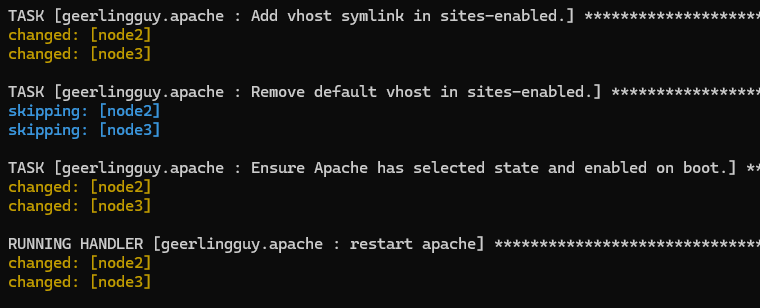 TASK [geerlingguy.apache : Add vhost symlink in sites-enabled.] ********************
changed: [node2]
changed: [node3]
TASK [geerlingguy.apache : Remove default vhost in sites-enabled.] *****************
skipping: [node2]
skipping: [node3]
TASK [geerlingguy.apache : Ensure Apache has selected state and enabled on boot.] **
changed: [node2]
changed: [node3]
RUNNING HANDLER [geerlingguy.apache : restart apache] ******************************
changed: [node2]
changed: [node3]